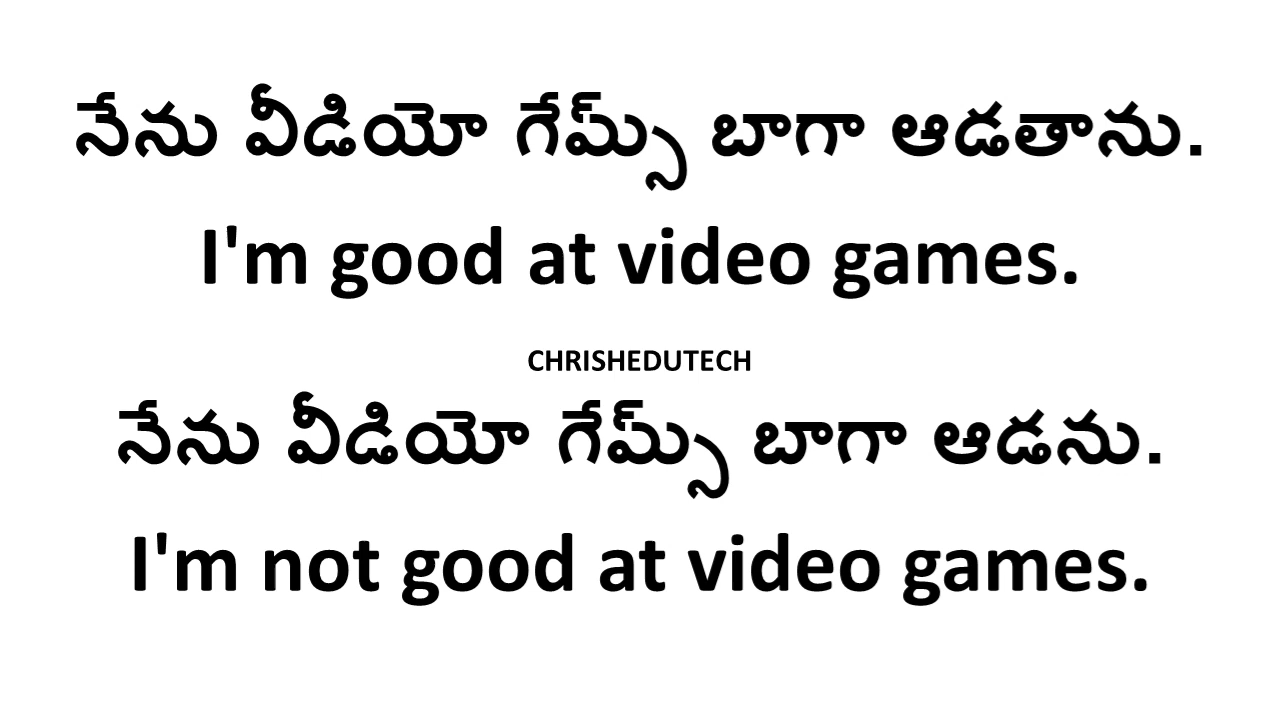 నేను వీడియో గేమ్స్ బాగా ఆడతాను.
I'm good at video games.
CHRISHEDUTECH
నేను వీడియో గేమ్స్ బాగా ఆడను.
I'm not good at video games.